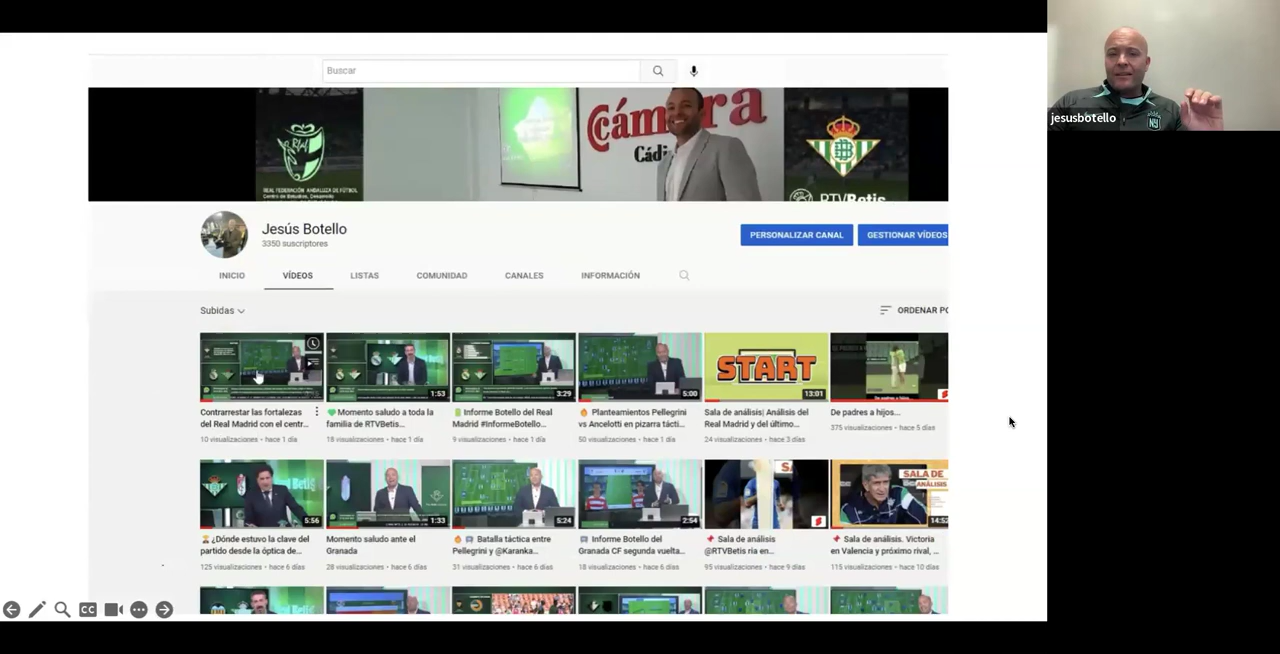 Buscar
Cámara
Cádi
REAL FEDERACIÓN ANDALUZA DE FÚTBOL
RTVBetis
jesusbotello
Jesús Botello
3350 suscriptores
PERSONALIZAR CANAL
GESTIONAR VÍDEOS
INICIO
VÍDEOS
LISTAS
COMUNIDAD
CANALES
INFORMACIÓN
Subidas
ORDENAR PO
1:53
3:29
5:00
START
13:01
Contrarrestar las fortalezas
del Real Madrid con el centr...
10 visualizaciones • hace 1 día
Momento saludo a toda la
familia de RTVBetis...
18 visualizaciones • hace 1 día
Informe Botello del Real
Madrid #InformeBotello...
9 visualizaciones • hace 1 día
Planteamientos Pellegrini
vs Ancelotti en pizarra tácti...
50 visualizaciones • hace 1 día
Sala de análisis| Análisis del
Real Madrid y del último...
24 visualizaciones • hace 3 días
De padres a hijos...
375 visualizaciones • hace 5 días
5:56
1:33
5:24
2:54
SALA DE
ANÁLISIS
14:52
¿Dónde estuvo la clave del
partido desde la óptica de...
125 visualizaciones • hace 6 días
Momento saludo ante el
Granada
28 visualizaciones • hace 6 días
Batalla táctica entre
Pellegrini y @Karanka...
31 visualizaciones • hace 6 días
Informe Botello del
Granada CF segunda vuelta...
18 visualizaciones • hace 6 días
Sala de análisis
@RTVBetis ria en...
95 visualizaciones • hace 9 días
Sala de análisis. Victoria
en Valencia y próximo rival, ...
115 visualizaciones • hace 10 días
CC